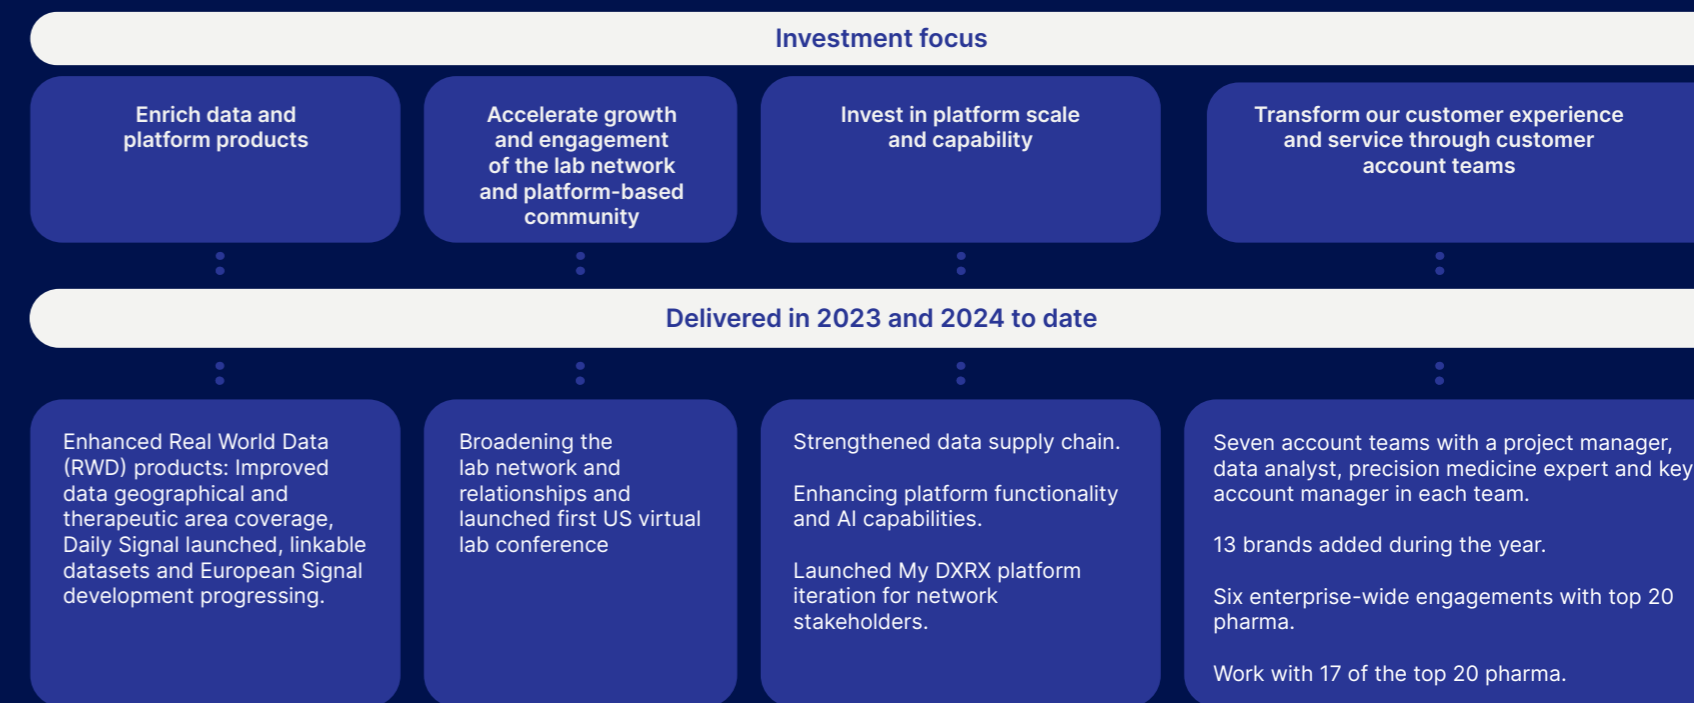 Investment focus
Enrich data and
platform products
Accelerate growth
and engagement
of the lab network
and platform-based
community
Invest in platform scale
and capability
Transform our customer experience
and service through customer
account teams
Delivered in 2023 and 2024 to date
Enhanced Real World Data
(RWD) products: Improved
data geographical and
therapeutic area coverage,
Daily Signal launched, linkable
datasets and European Signal
development progressing.
Broadening the
lab network and
relationships and
launched first US virtual
lab conference
Strengthened data supply chain.
Enhancing platform functionality
and AI capabilities.
Launched My DXRX platform
iteration for network
stakeholders.
Seven account teams with a project manager,
data analyst, precision medicine expert and key
account manager in each team.
13 brands added during the year.
Six enterprise-wide engagements with top 20
pharma.
Work with 17 of the top 20 pharma.